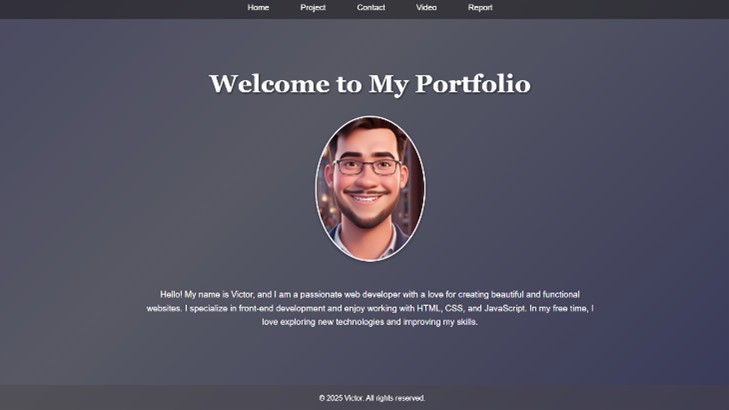 Home Project Contact Video Report
Welcome to My Portfolio
Hello! My name is Victor, and I am a passionate web developer with a love for creating beautiful and functional
websites. I specialize in front-end development and enjoy working with HTML, CSS, and JavaScript. In my free time, I
love exploring new technologies and improving my skills.
© 2025 Victor. All rights reserved.